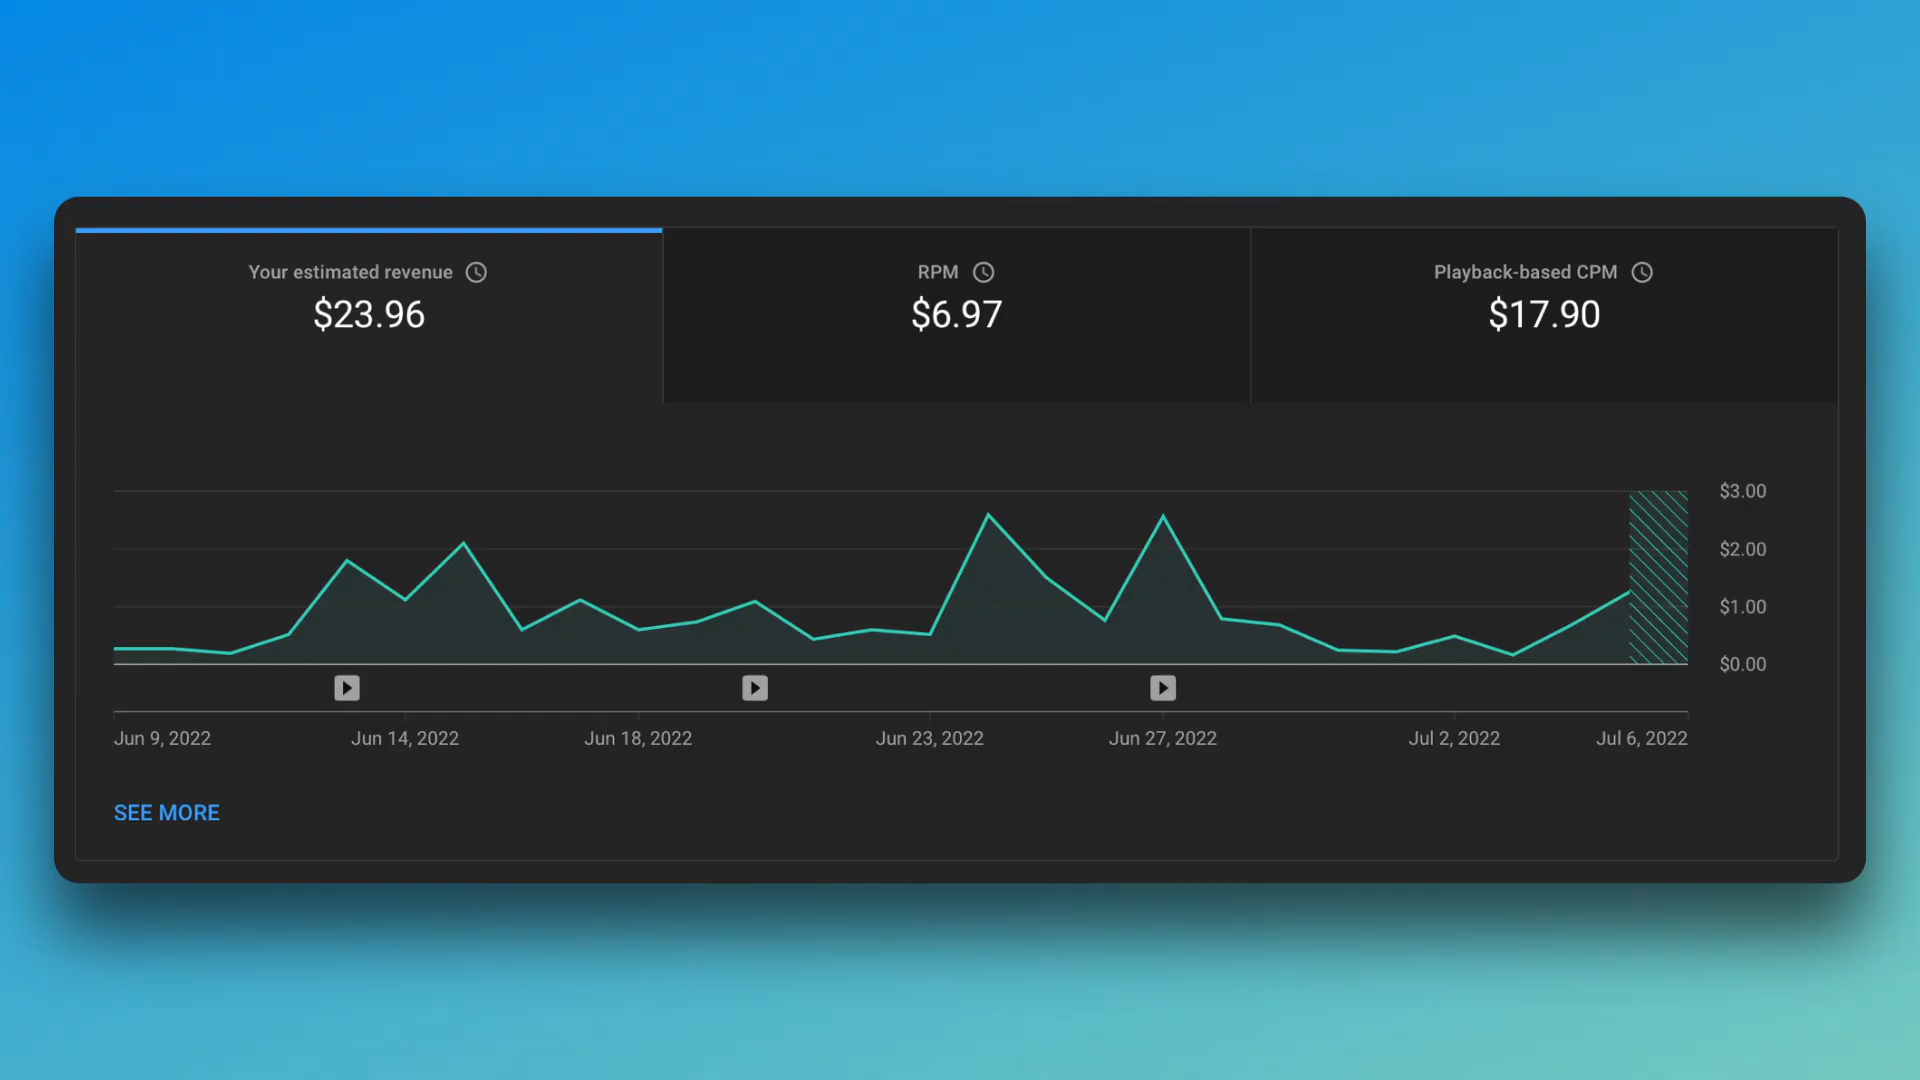 Your estimated revenue
$23.96
RPM
$6.97
Playback-based CPM
$17.90
$3.00
$2.00
$1.00
$0.00
Jun 9, 2022
Jun 14, 2022
Jun 18, 2022
Jun 23, 2022
Jun 27, 2022
Jul 2, 2022
Jul 6, 2022
SEE MORE